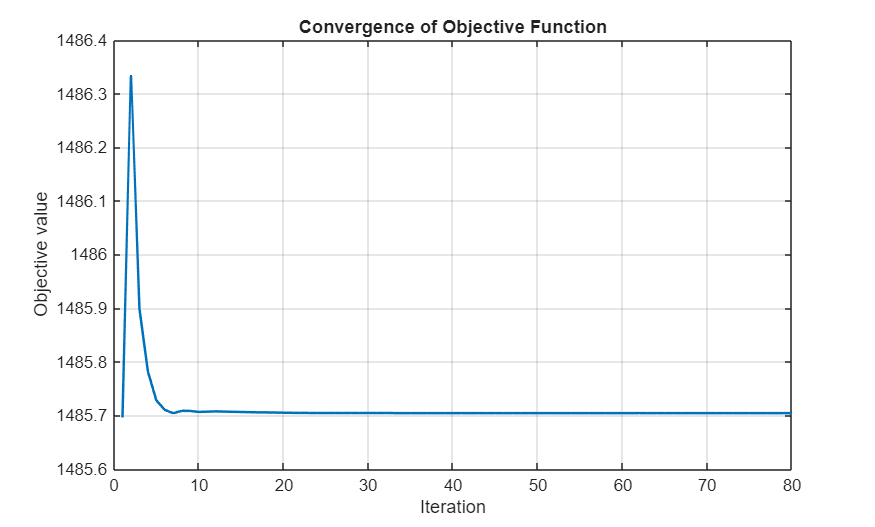 Convergence of Objective Function
1486.4
1486.3
1486.2
1486.1
1486
1485.9
1485.8
1485.7
1485.6
Objective value
0 10 20 30 40 50 60 70 80
Iteration